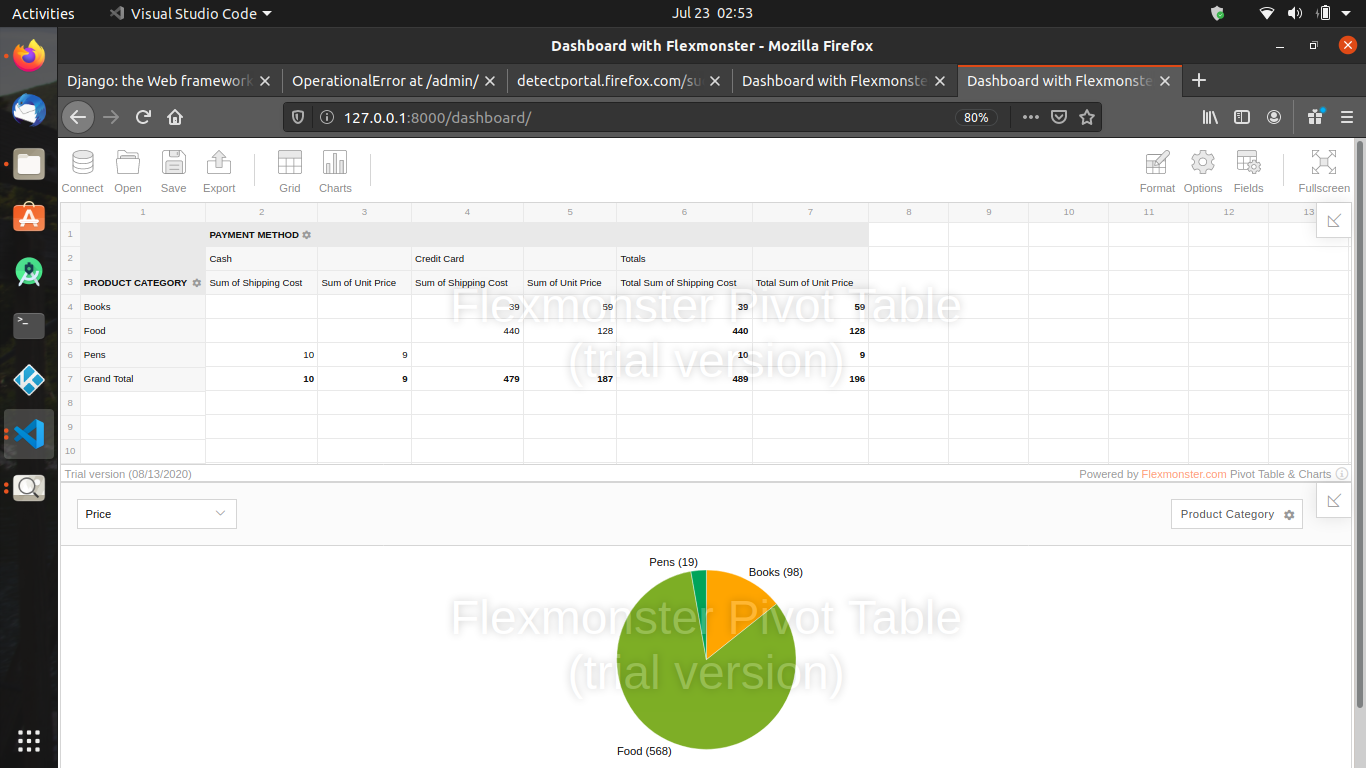 Activities Visual Studio Code Jul 23 02:53
Dashboard with Flexmonster - Mozilla Firefox
Django: the Web framework OperationalError at /admin/ detectportal.firefox.com/su Dashboard with Flexmonste Dashboard with Flexmonste
127.0.0.1:8000/dashboard/ 80%
Connect Open Save Export Grid Charts Format Options Fields Fullscreen
1 2 3 4 5 6 7 8 9 10 11 12 13
1 PAYMENT METHOD
2 Cash Credit Card Totals
3 PRODUCT CATEGORY Sum of Shipping Cost Sum of Unit Price Sum of Shipping Cost Sum of Unit Price Total Sum of Shipping Cost Total Sum of Unit Price
4 Books 39 59 39 59
Flexmonster Pivot Table
5 Food 440 128 440 128
6 Pens 10 9 10 9
(trial version)
7 Grand Total 10 9 479 187 489 196
8
9
10
Trial version (08/13/2020) Powered by Flexmonster.com Pivot Table & Charts
Price Product Category
Pens (19)
Books (98)
Flexmonster Pivot Table
(trial version)
Food (568)